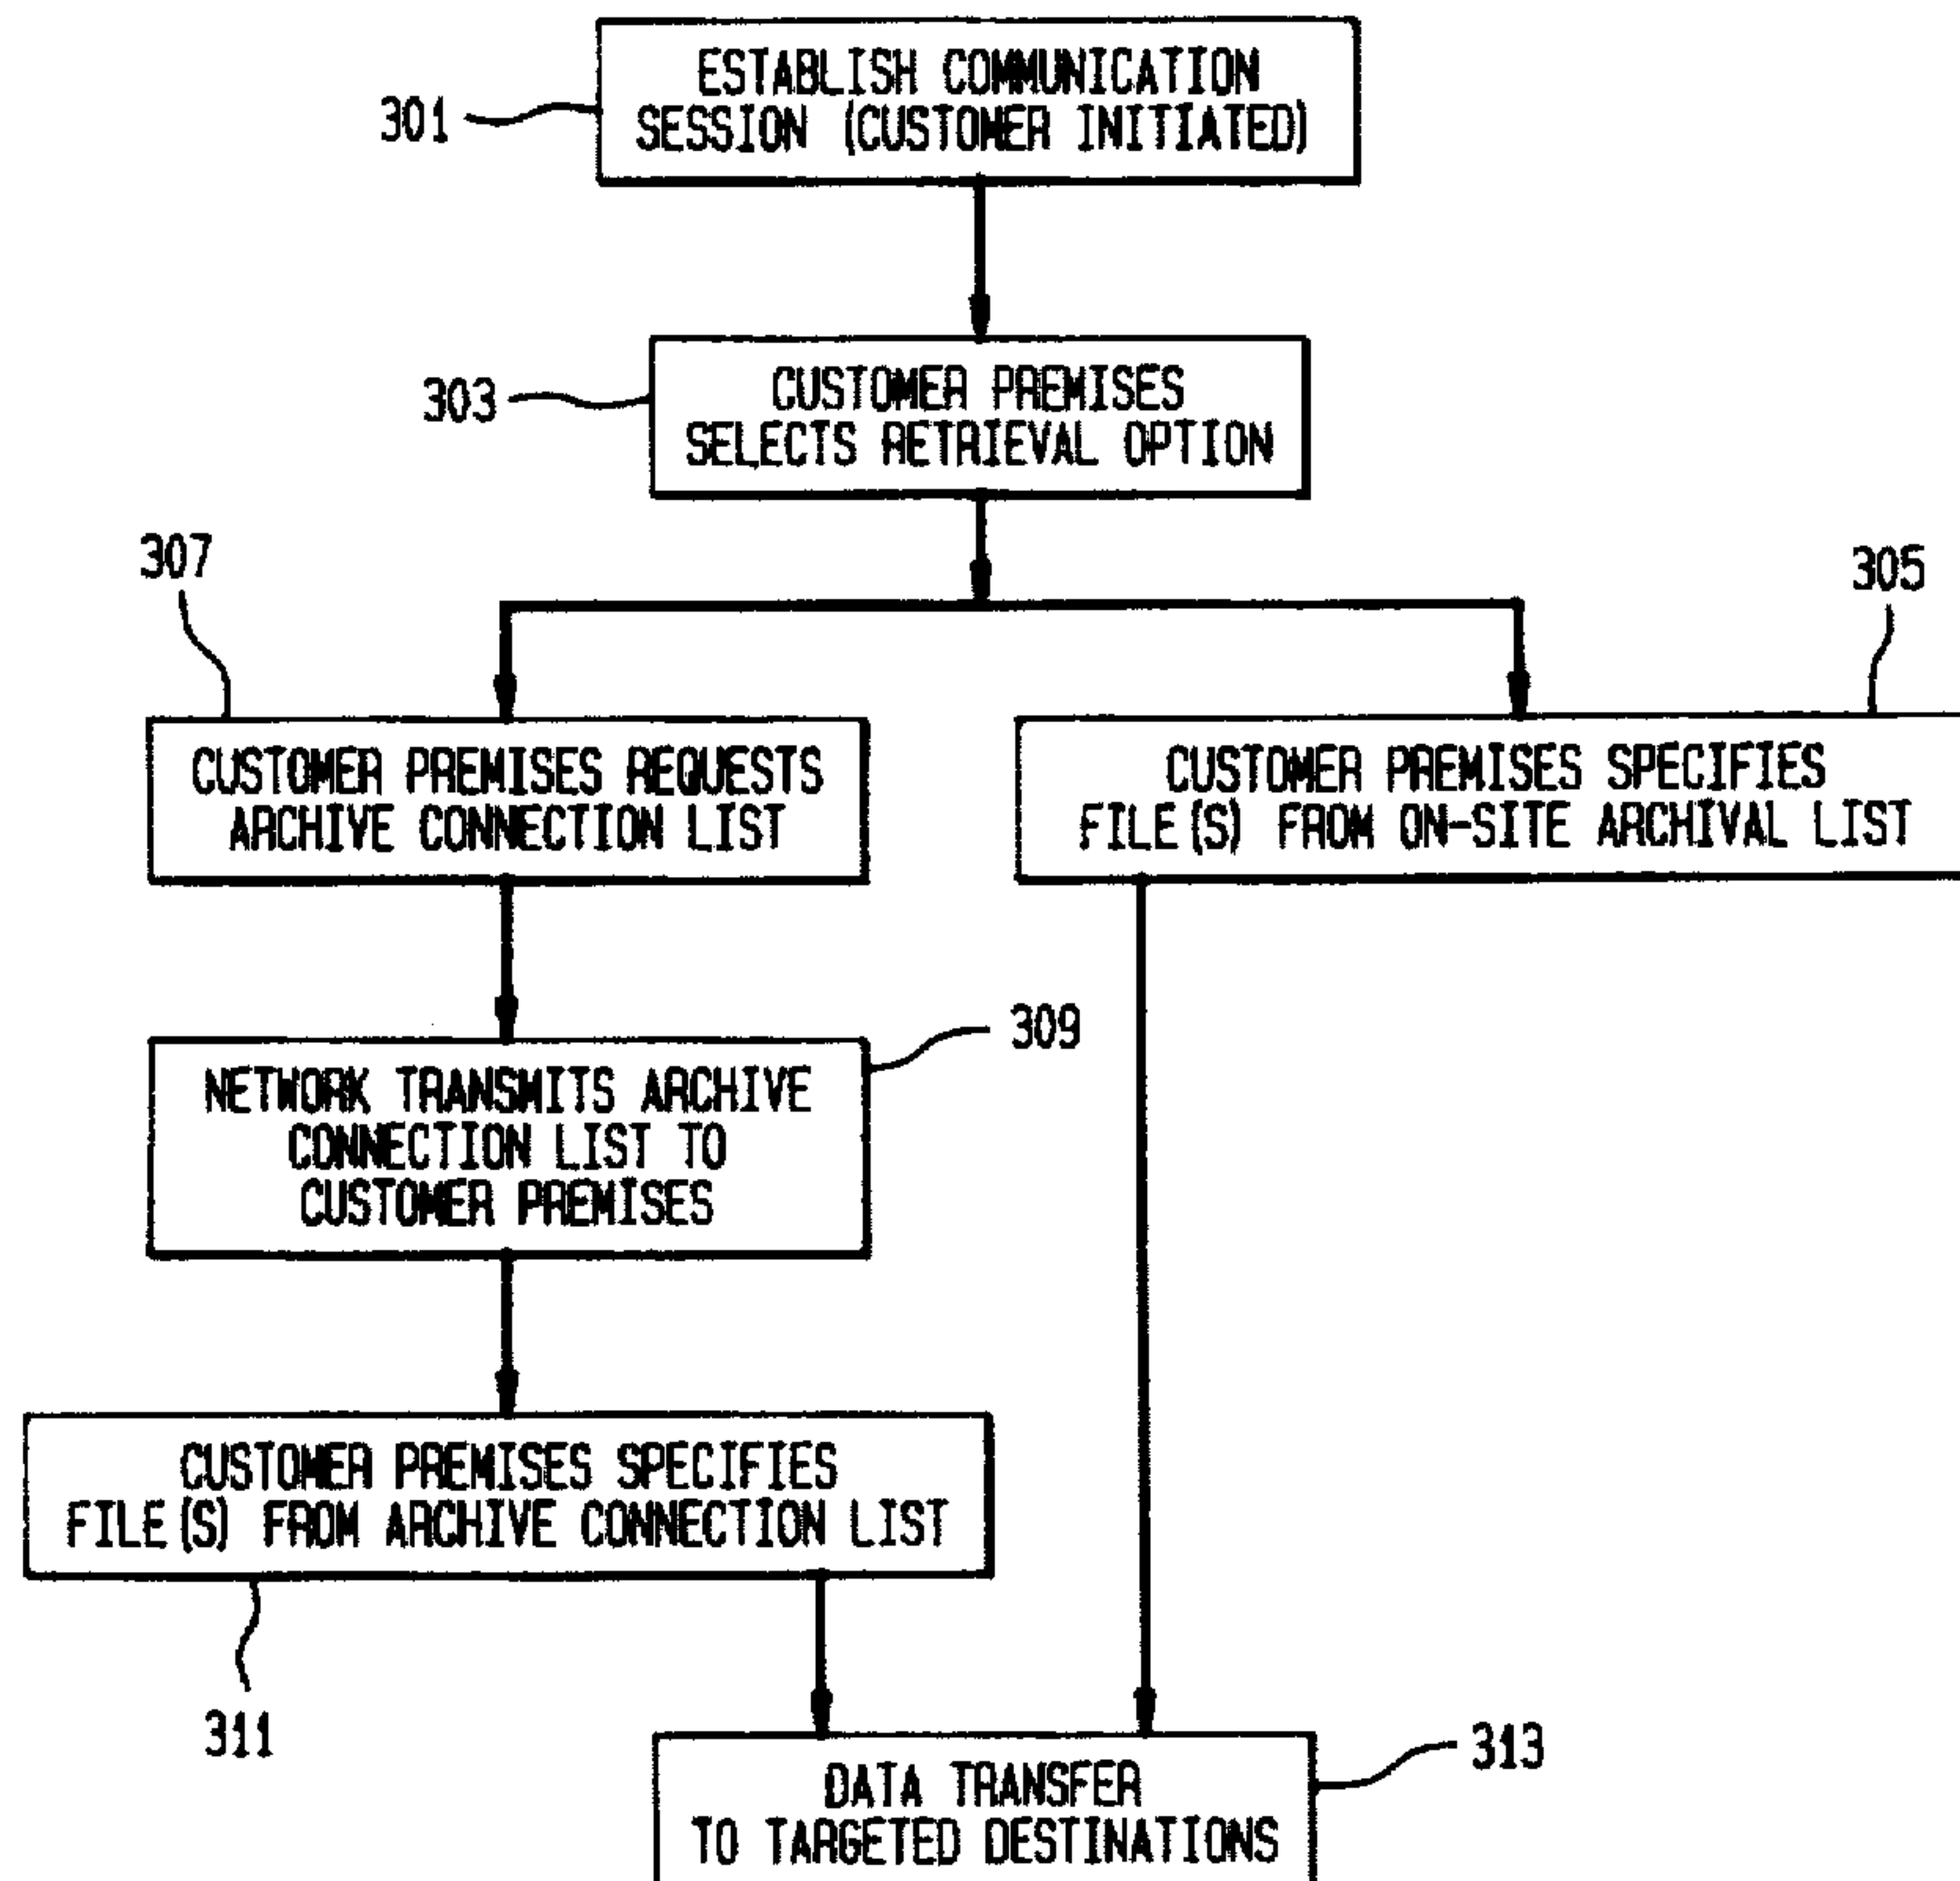 ESTABLISH COMMUNICATION
SESSION (CUSTOMER INITIATED)
301
CUSTOMER PREMISES
SELECTS RETRIEVAL OPTION
303
307
305
CUSTOMER PREMISES REQUESTS
ARCHIVE CONNECTION LIST
CUSTOMER PREMISES SPECIFIES
FILE(S) FROM ON-SITE ARCHIVAL LIST
309
NETWORK TRANSMITS ARCHIVE
CONNECTION LIST TO
CUSTOMER PREMISES
CUSTOMER PREMISES SPECIFIES
FILE(S) FROM ARCHIVE CONNECTION LIST
311
313
DATA TRANSFER
TO TARGETED DESTINATIONS